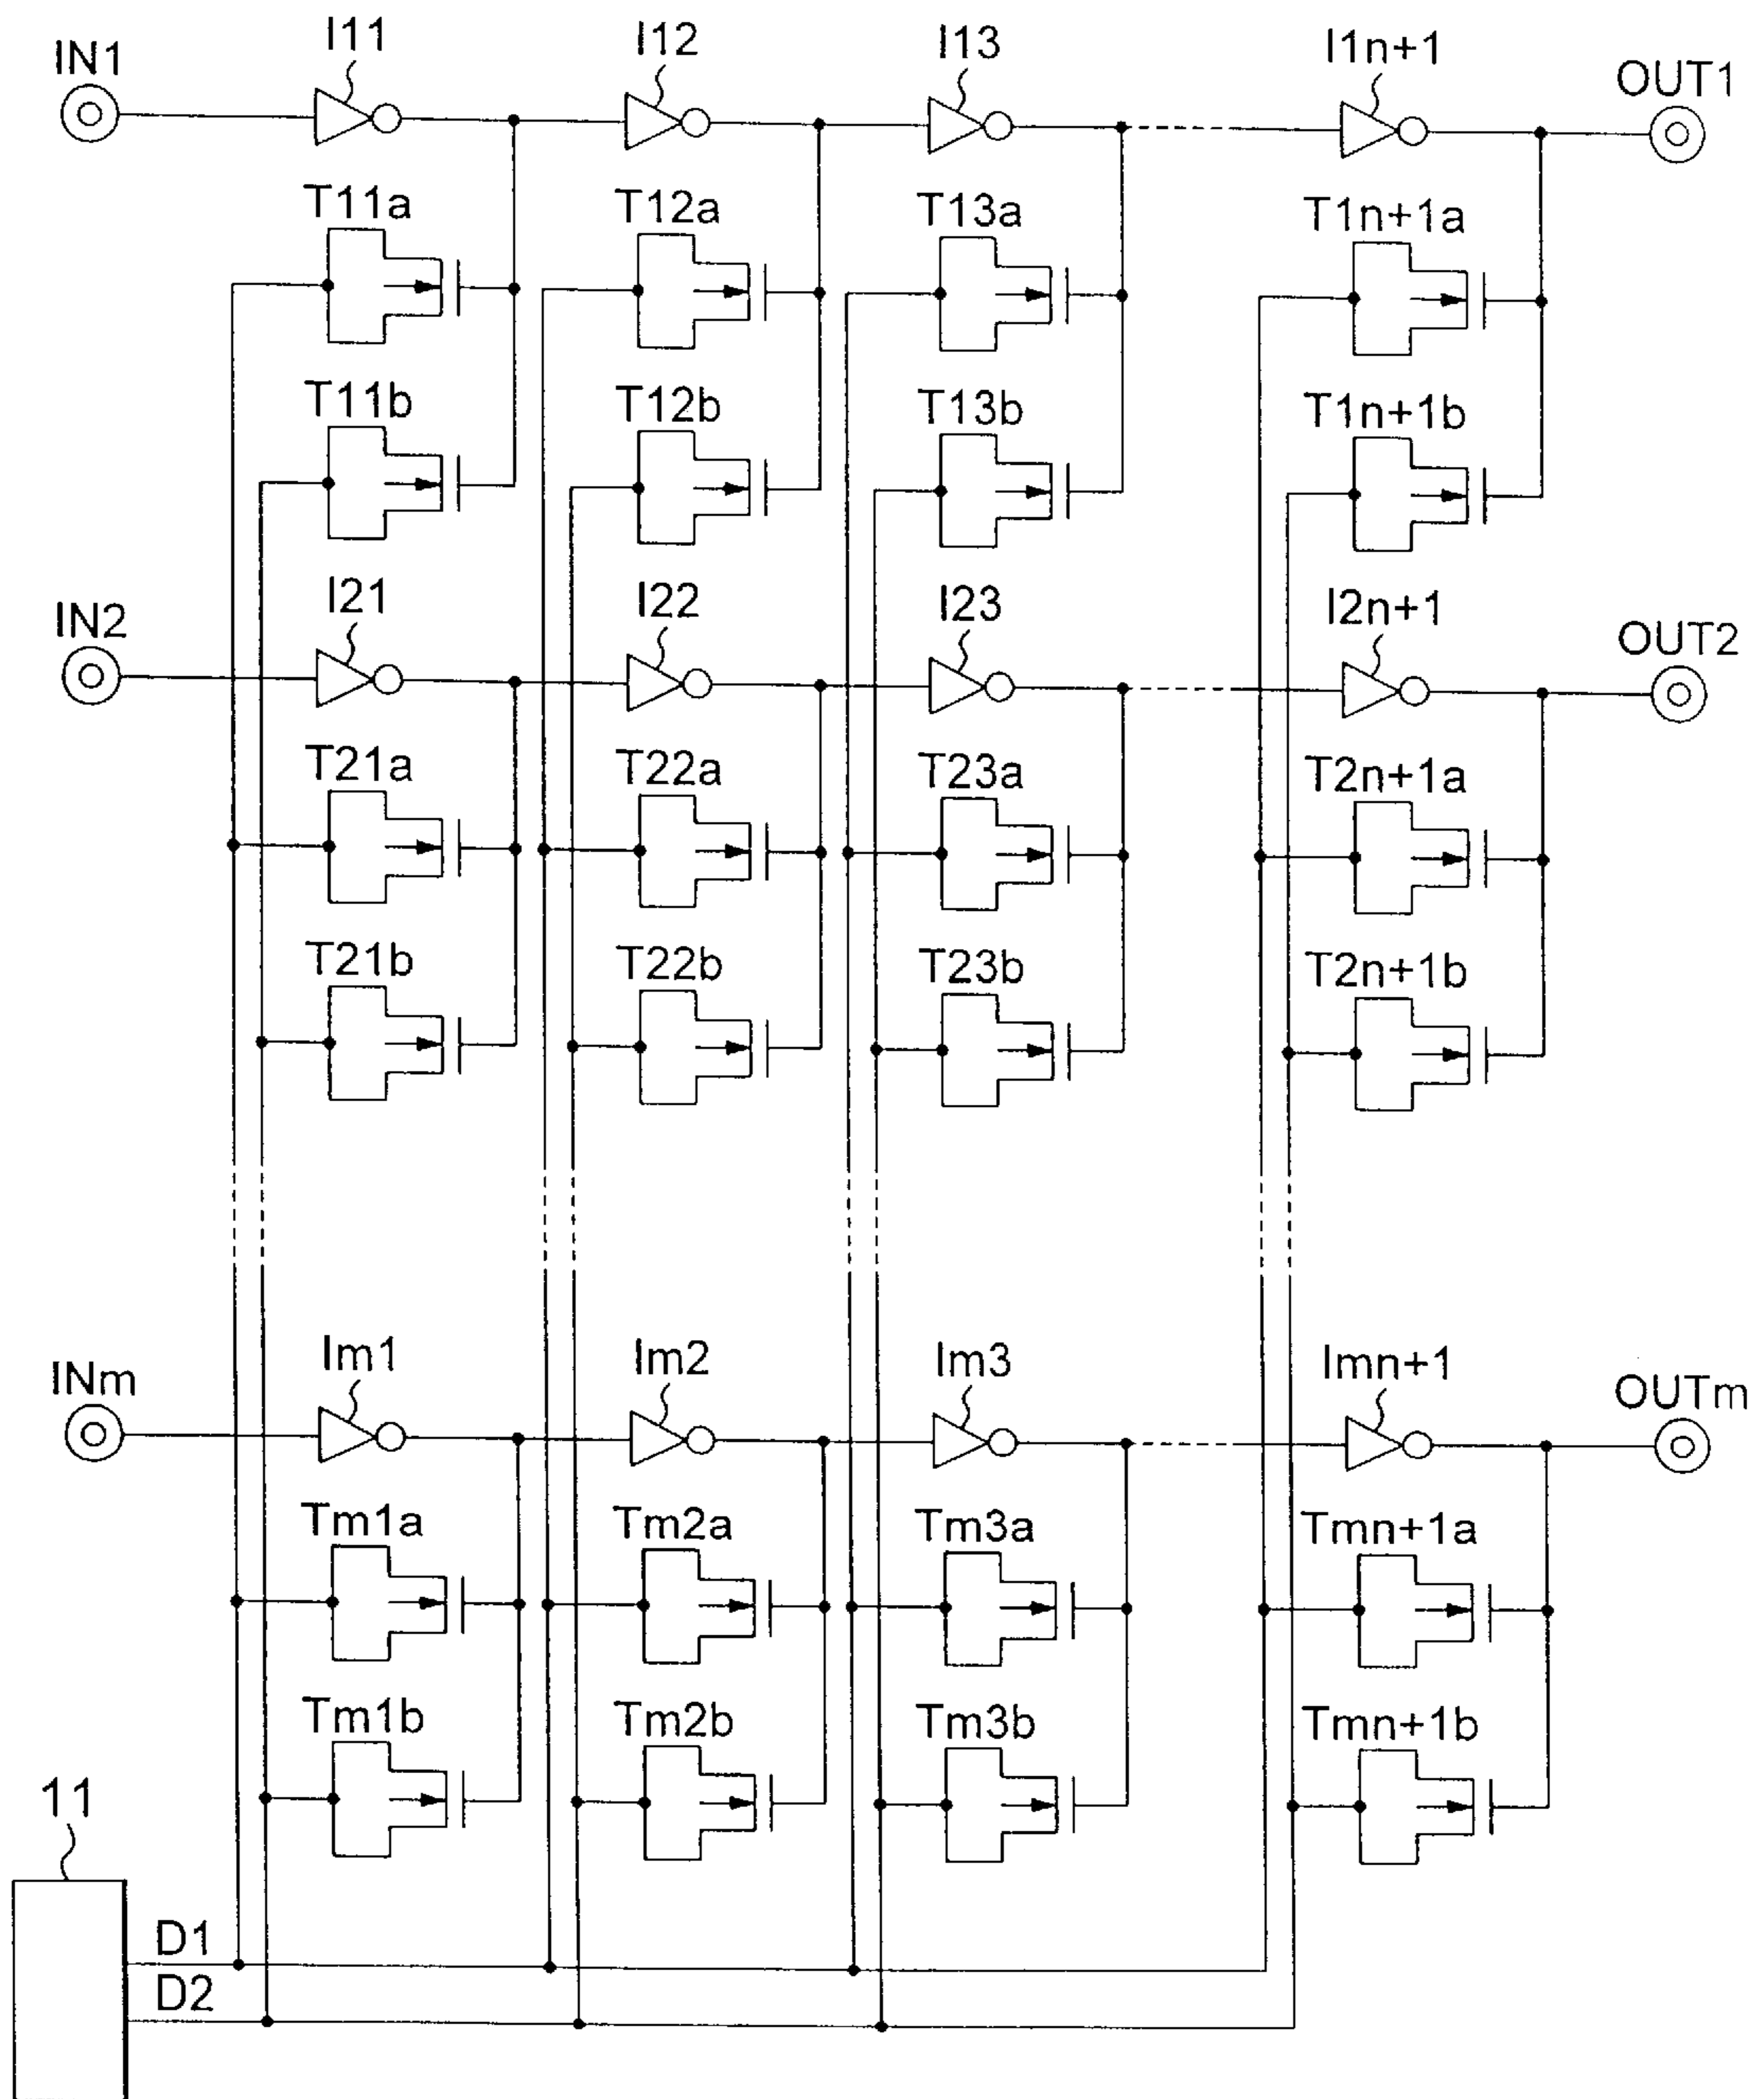 I11 I12 I13 I1n+1
IN1 OUT1
T11a T12a T13a T1n+1a
T11b T12b T13b T1n+1b
I21 I22 I23 I2n+1
IN2 OUT2
T21a T22a T23a T2n+1a
T21b T22b T23b T2n+1b
Im1 Im2 Im3 Imn+1
INm OUTm
Tm1a Tm2a Tm3a Tmn+1a
Tm1b Tm2b Tm3b Tmn+1b
11
D1
D2